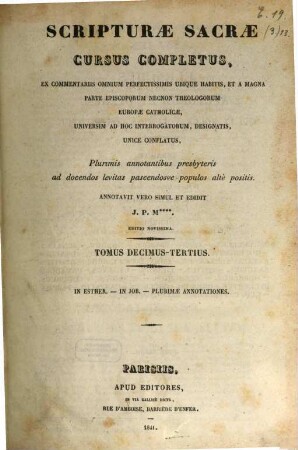 E. 19
SCRIPTURÆ SACRÆ
CURSUS COMPLETUS,
EX COMMENTARIIS OMNIUM PERFECTISSIMIS UBIQUE HABITIS, ET A MAGNA
PARTE EPISCOPORUM NECNON THEOLOGORUM
EUROPÆ CATHOLICÆ,
UNIVERSIM AD HOC INTERROGATORUM, DESIGNATIS,
UNICE CONFLATUS,
Plurimis annotantibus presbyteris
ad docendos levitas pascendosve populos altè positis.
ANNOTAVIT VERO SIMUL ET EDIDIT
J. P. M****.
EDITIO NOVISSIMA.
TOMUS DECIMUS-TERTIUS.
IN ESTHER. — IN JOB. — PLURIMÆ ANNOTATIONES.
PARISIIS,
APUD EDITORES,
RUE D'AMBOISE, BARRIÈRE D'ENFER.
1841.